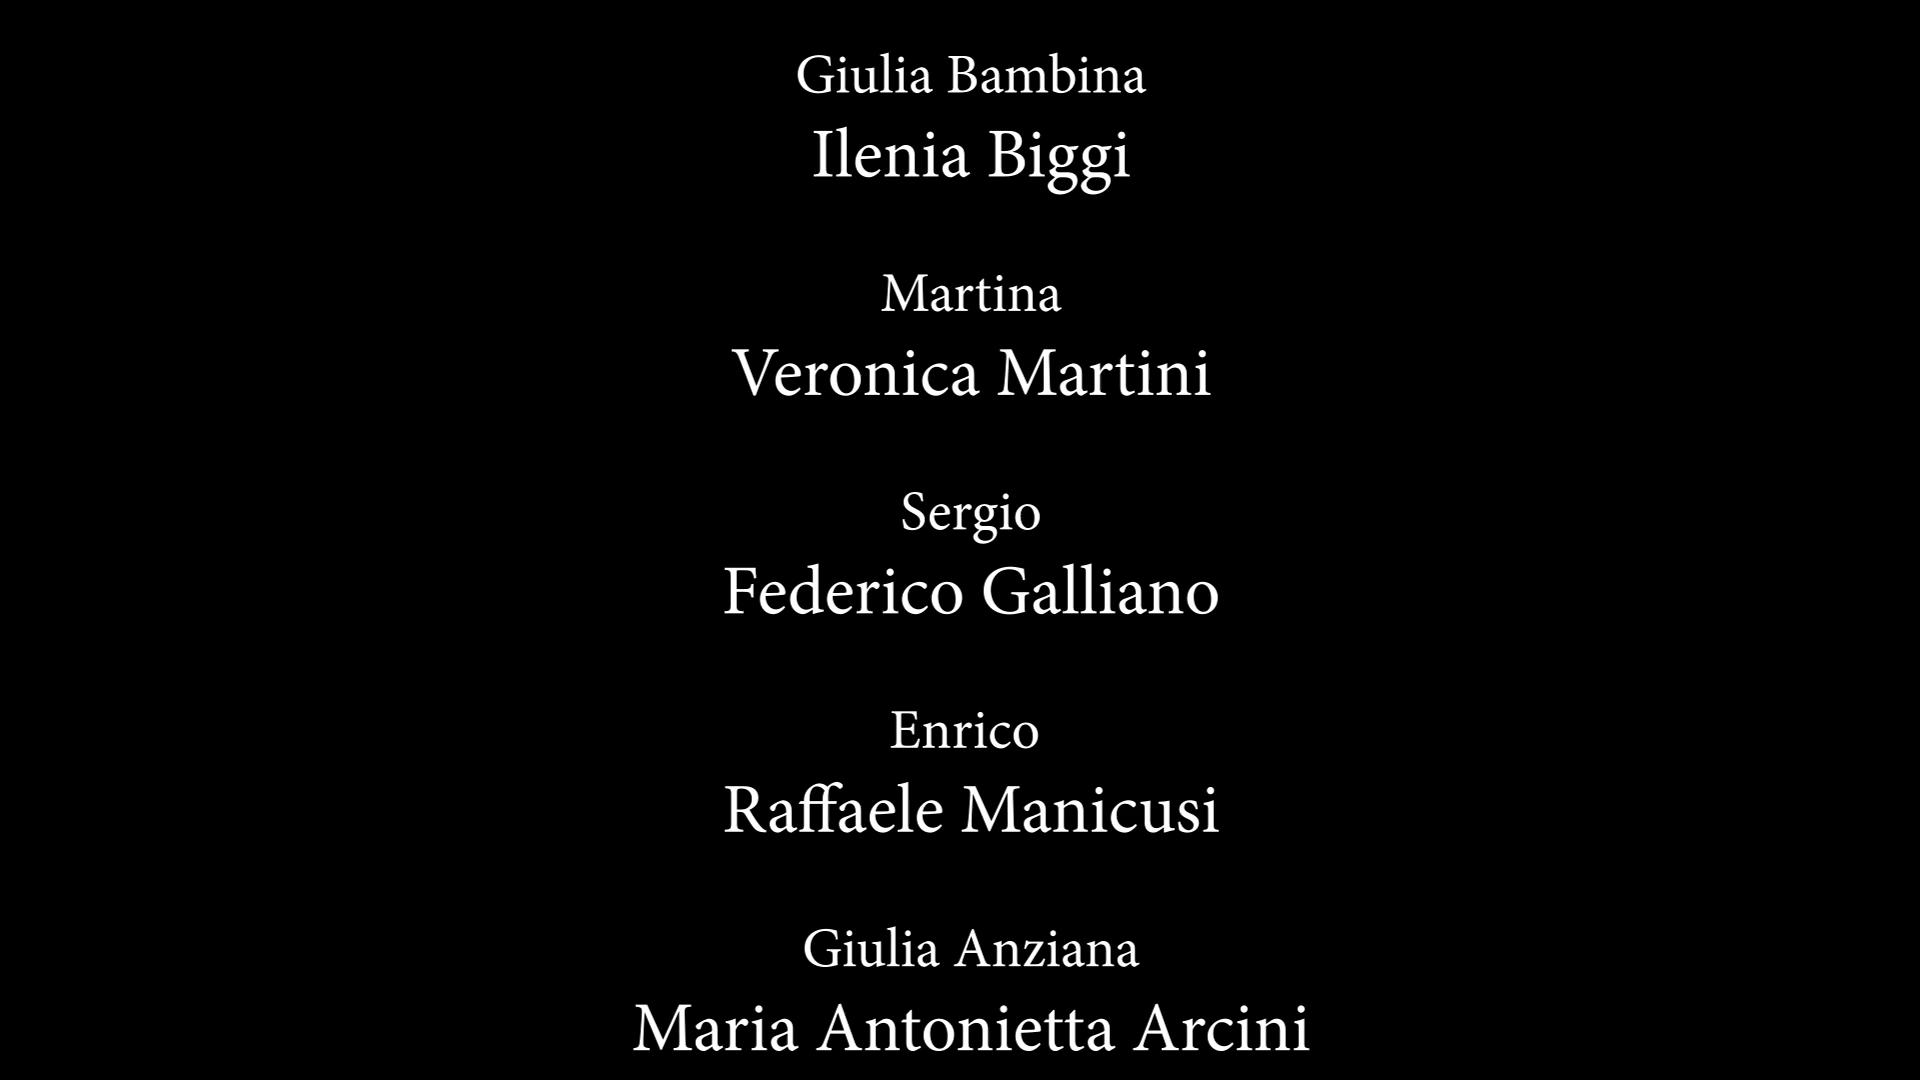 Giulia Bambina
Ilenia Biggi
Martina
Veronica Martini
Sergio
Federico Galliano
Enrico
Raffaele Manicusi
Giulia Anziana
Maria Antonietta Arcini